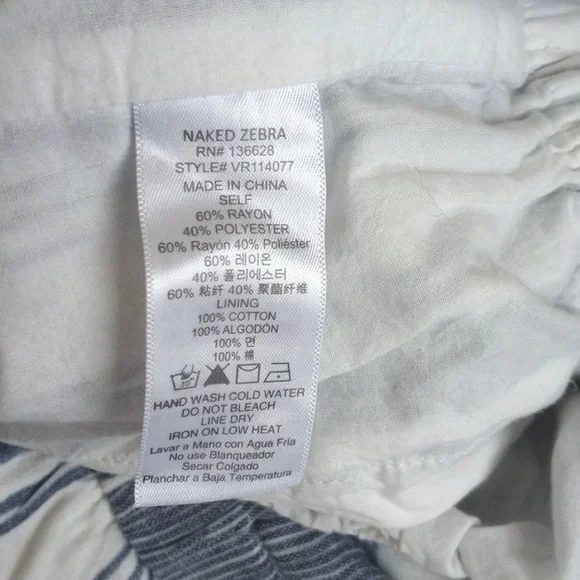 NAKED ZEBRA
RN# 136628
STYLE# VR114077
MADE IN CHINA
SELF
60% RAYON
40% POLYESTER
60% Rayón 40% Poliéster
60% 레이온
40% 폴리에스터
60% 粘纤 40% 聚酯纤维
LINING
100% COTTON
100% ALGODÓN
100% 면
100% 棉
30°
HAND WASH COLD WATER
DO NOT BLEACH
LINE DRY
IRON ON LOW HEAT
Lavar a Mano con Agua Fría
No use Blanqueador
Secar Colgado
Planchar a Baja Temperatura